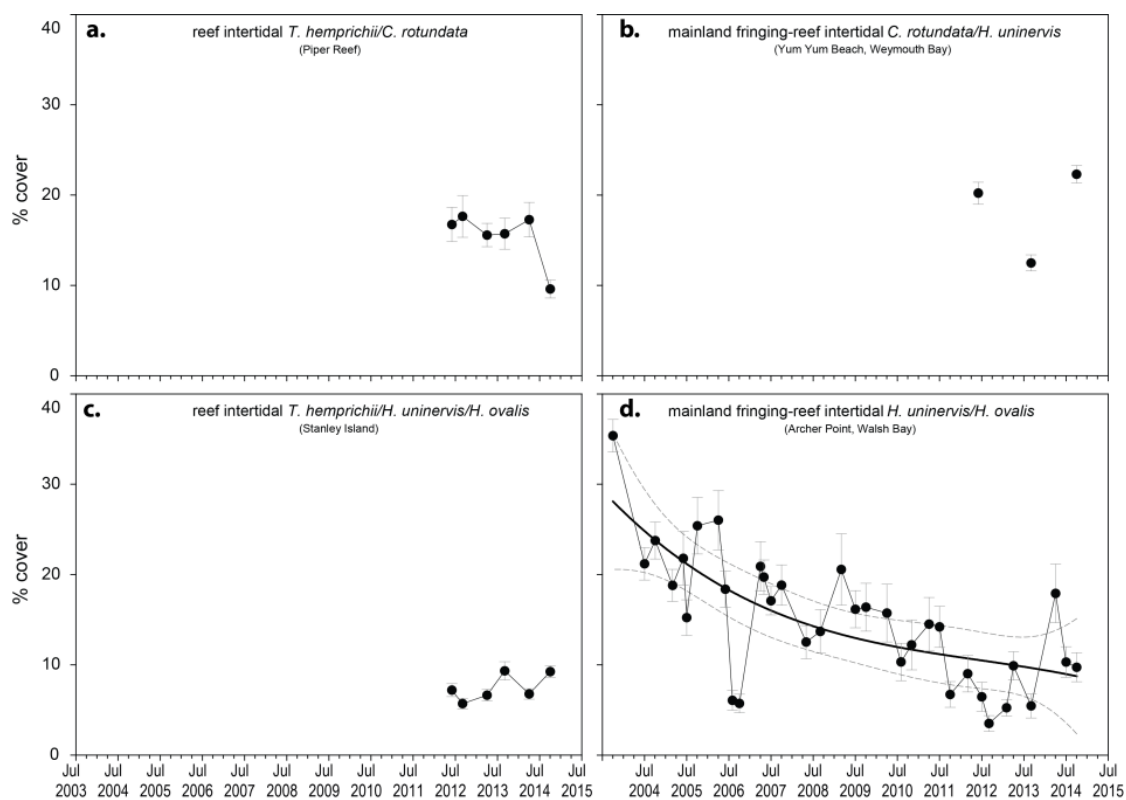 a. reef intertidal T. hemprichii/C. rotundata
(Piper Reef)
40
30
20
10
0
% cover
b. mainland fringing-reef intertidal C. rotundata/H. uninervis
(Yum Yum Beach, Weymouth Bay)
c. reef intertidal T. hemprichii/H. uninervis/H. ovalis
(Stanley Island)
40
30
20
10
0
% cover
Jul Jul Jul Jul Jul Jul Jul Jul Jul Jul Jul Jul Jul
2003 2004 2005 2006 2007 2008 2009 2010 2011 2012 2013 2014 2015
d. mainland fringing-reef intertidal H. uninervis/H. ovalis
(Archer Point, Walsh Bay)
Jul Jul Jul Jul Jul Jul Jul Jul Jul Jul Jul Jul
2004 2005 2006 2007 2008 2009 2010 2011 2012 2013 2014 2015